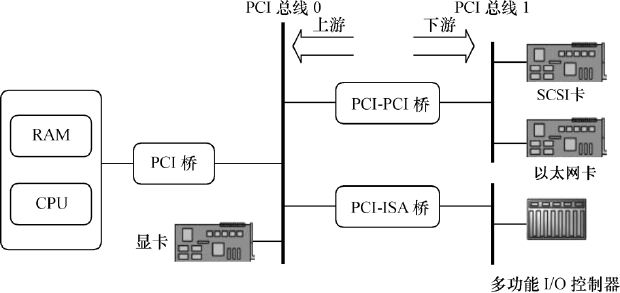 PCI 总线 0
PCI 总线 1
上游
下游
RAM
CPU
PCI 桥
PCI-PCI 桥
SCSI卡
以太网卡
PCI-ISA 桥
显卡
多功能 I/O 控制器